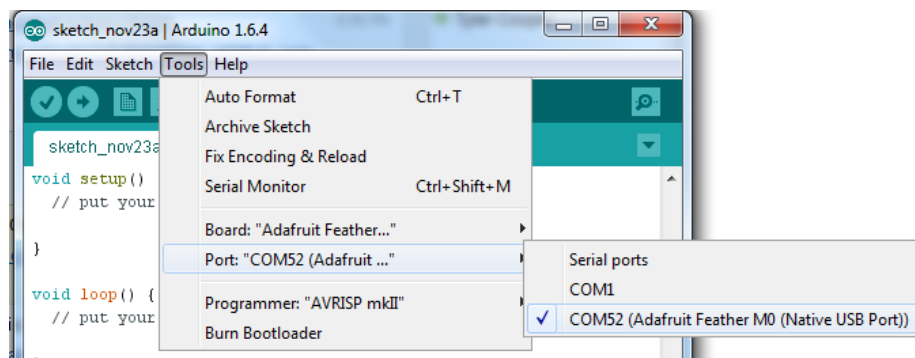 sketch_nov23a | Arduino 1.6.4
File Edit Sketch Tools Help
Auto Format Ctrl+T
Archive Sketch
sketch_nov23a
Fix Encoding & Reload
void setup()
Serial Monitor Ctrl+Shift+M
// put your
Board: "Adafruit Feather..."
}
Port: "COM52 (Adafruit ..."
Serial ports
void loop() {
COM1
Programmer: "AVRISP mkII"
// put your
COM52 (Adafruit Feather M0 (Native USB Port))
Burn Bootloader